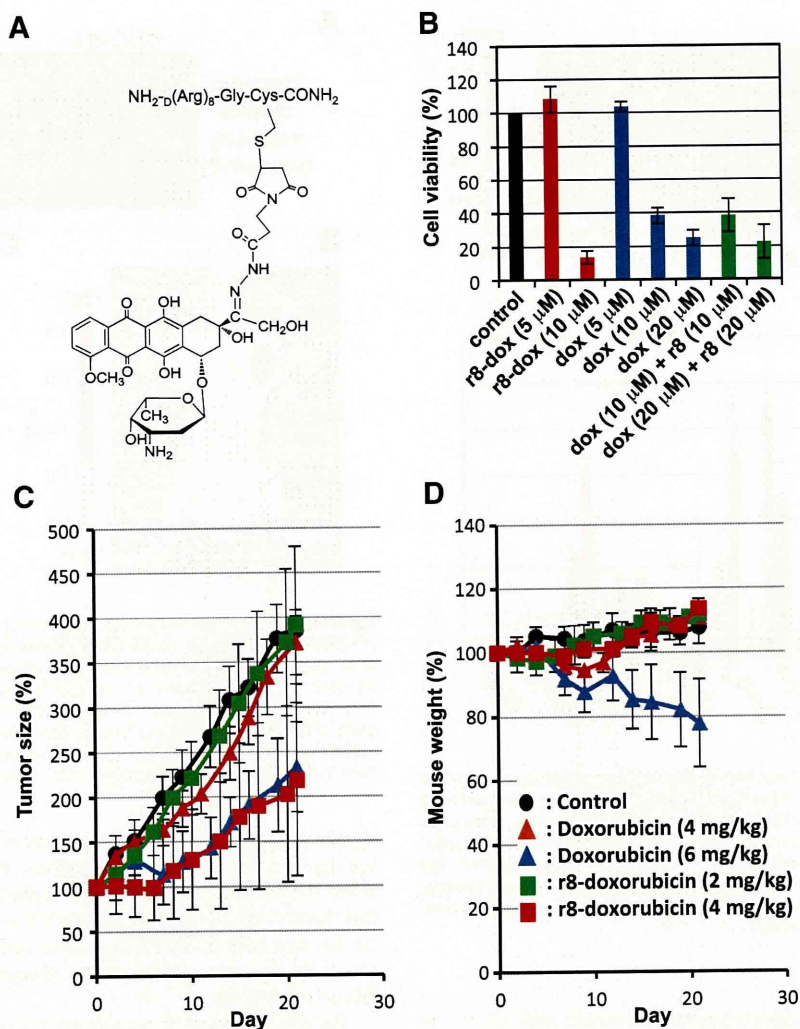 A
NH₂-D(Arg)₈-Gly-Cys-CONH₂
S
O
N
O
O
NH
N
O
OH
CH₂OH
OH
OCH₃
O
OH
O
O
CH₃
OH
NH₂
B
Cell viability (%)
140
120
100
80
60
40
20
0
control
r8-dox (5 μM)
r8-dox (10 μM)
dox (5 μM)
dox (10 μM)
dox (20 μM)
dox (10 μM) + r8 (10 μM)
dox (20 μM) + r8 (20 μM)
C
Tumor size (%)
500
450
400
350
300
250
200
150
100
50
0
0 10 20 30
Day
D
Mouse weight (%)
140
120
100
80
60
40
20
0
: Control
: Doxorubicin (4 mg/kg)
: Doxorubicin (6 mg/kg)
: r8-doxorubicin (2 mg/kg)
: r8-doxorubicin (4 mg/kg)
0 10 20 30
Day